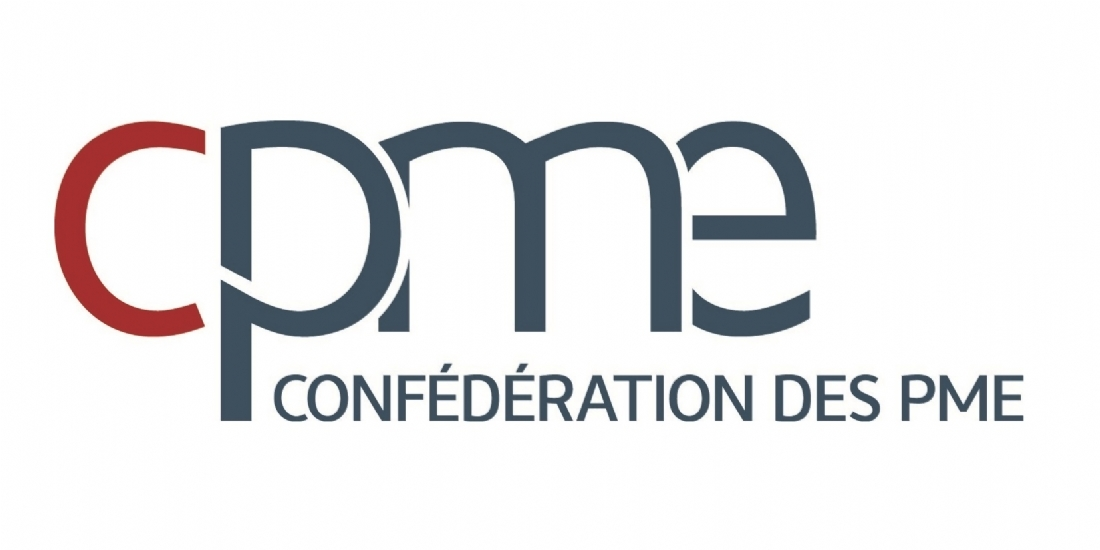 cpme
CONFÉDÉRATION DES PME